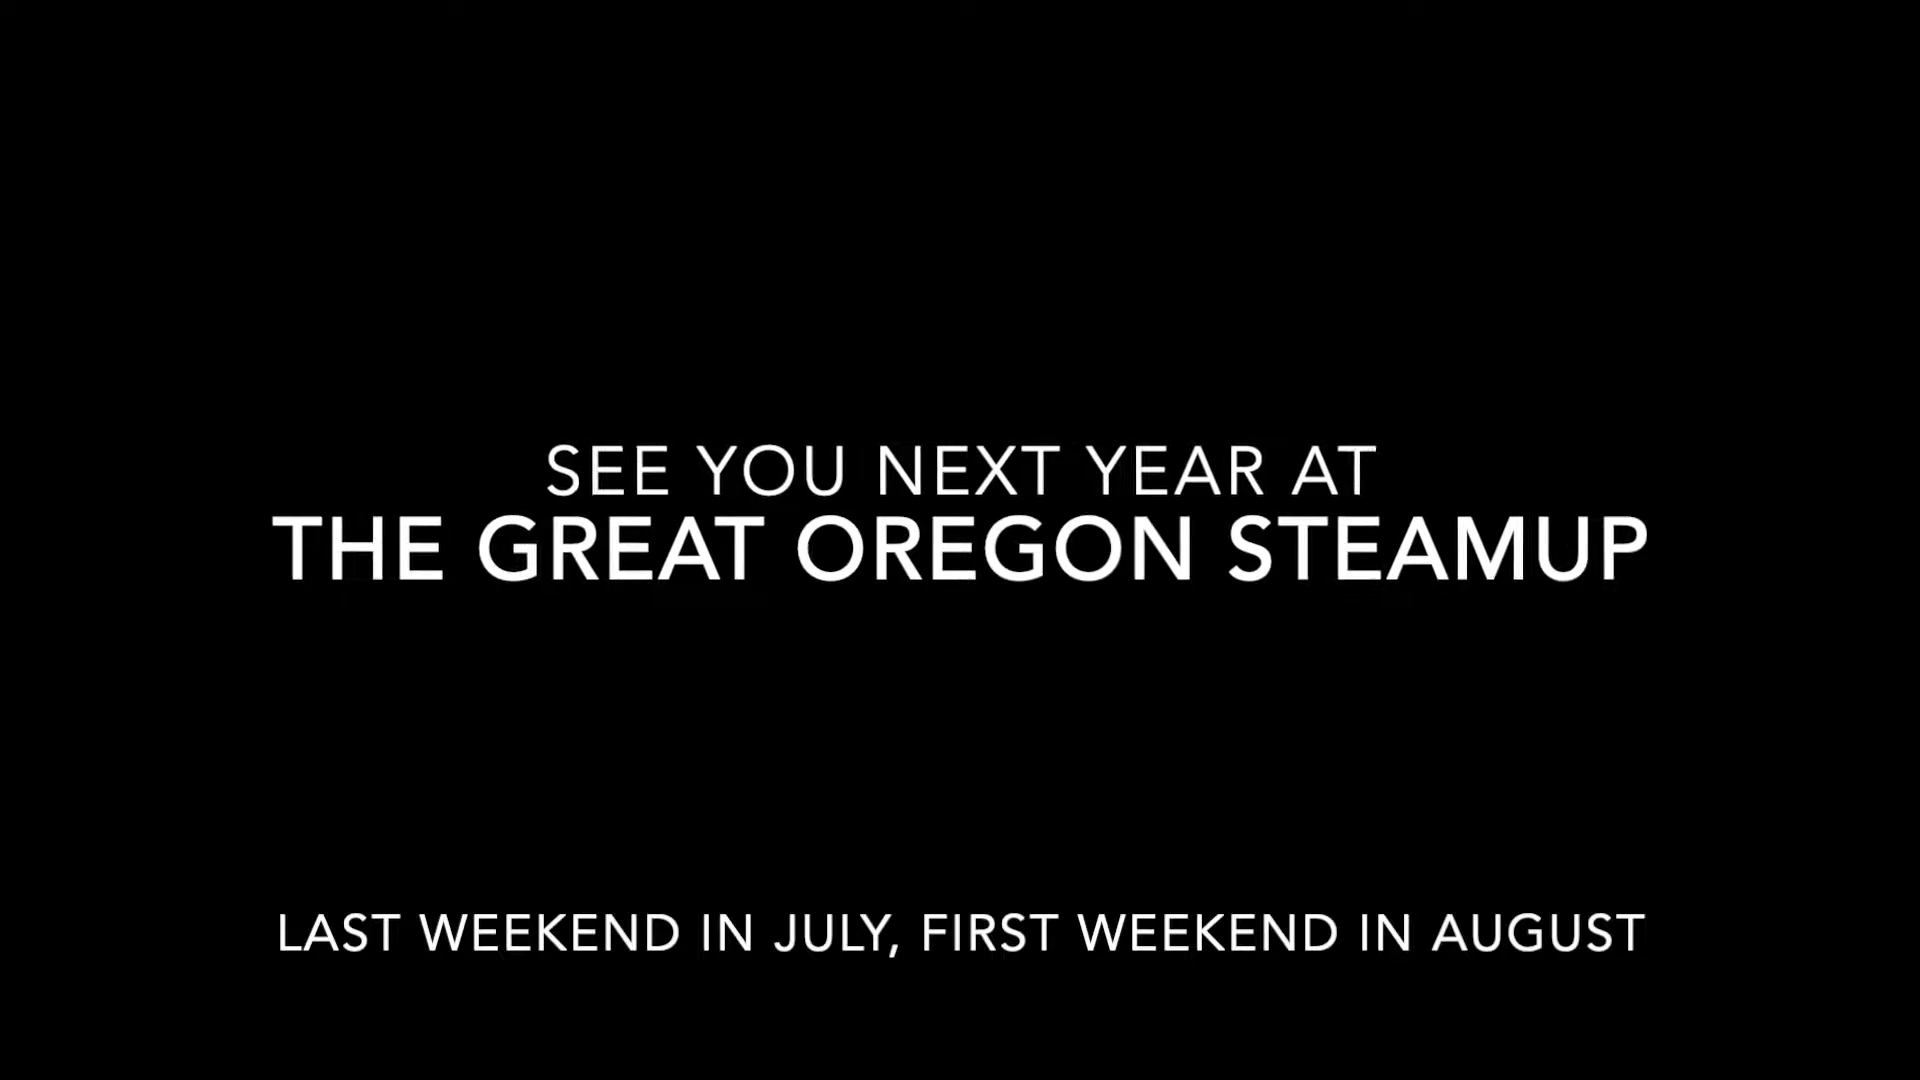 SEE YOU NEXT YEAR AT
THE GREAT OREGON STEAMUP
LAST WEEKEND IN JULY, FIRST WEEKEND IN AUGUST